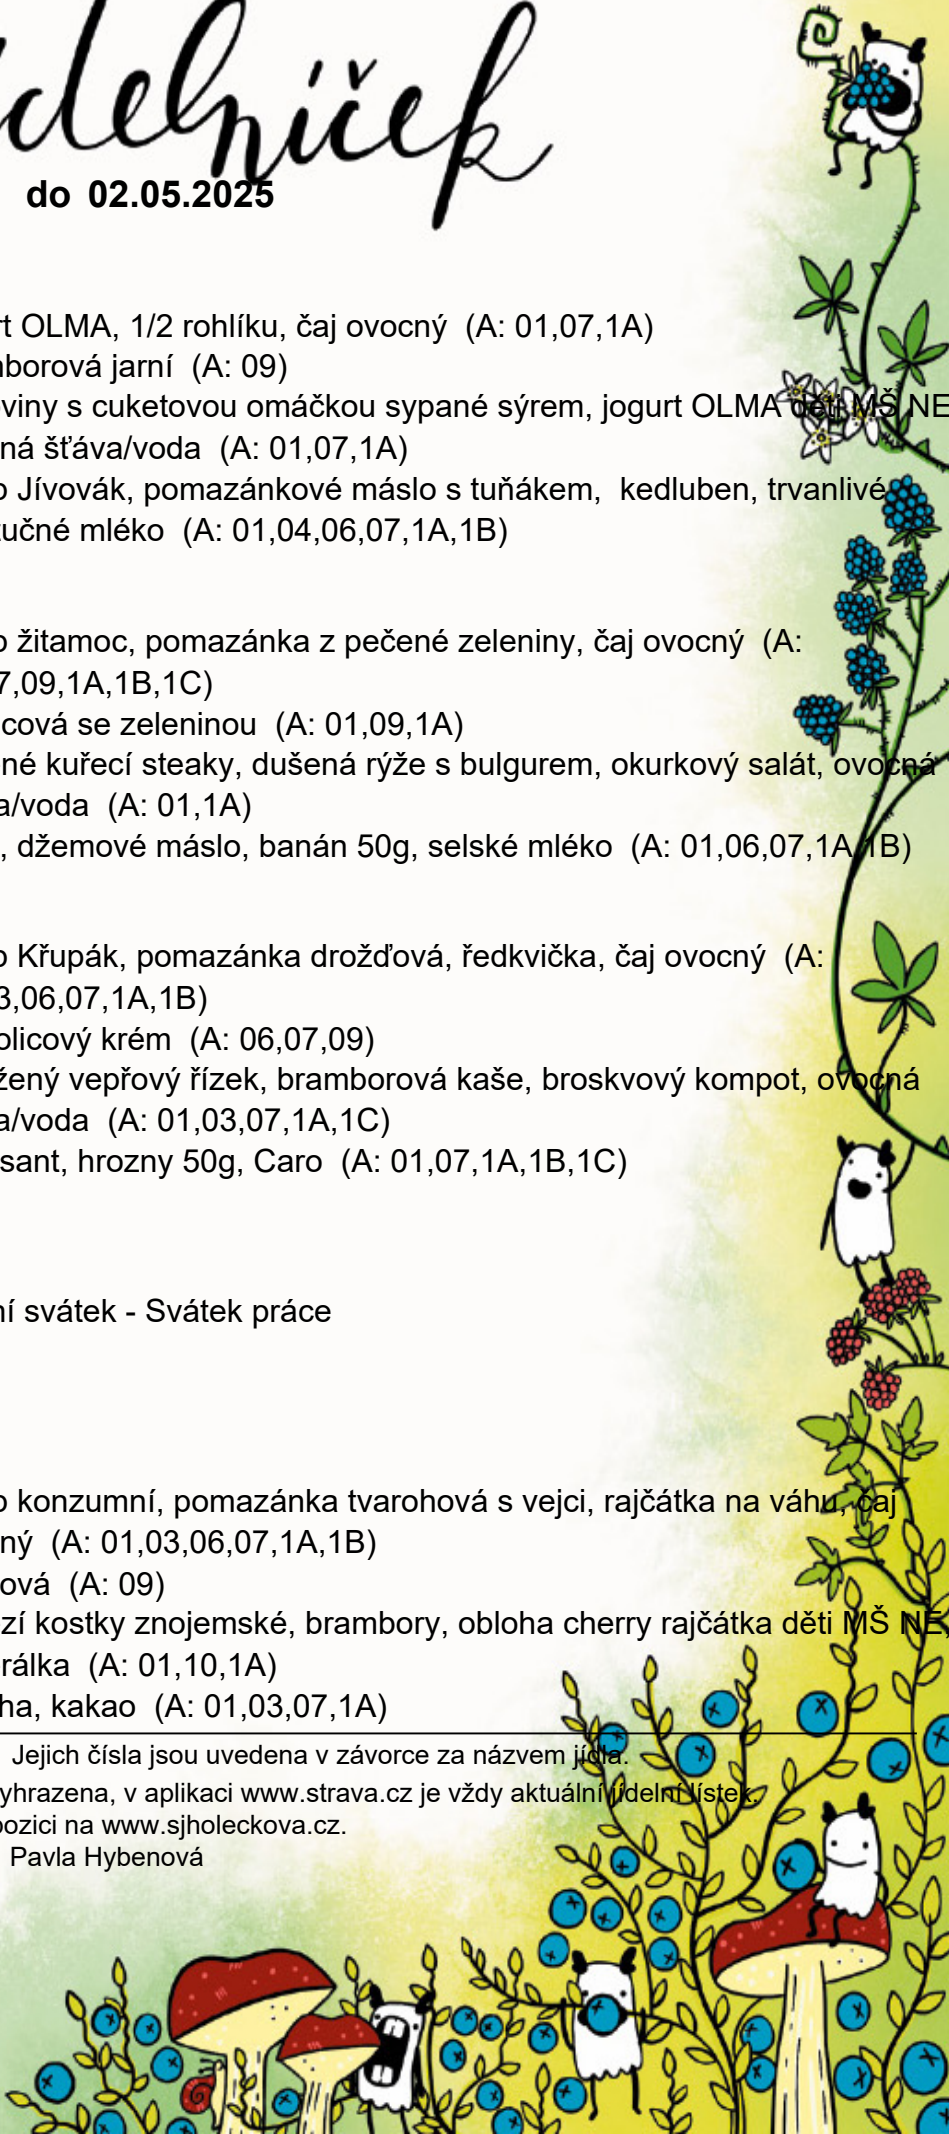 delníček
do 02.05.2025
rt OLMA, 1/2 rohlíku, čaj ovocný (A: 01,07,1A)
mborová jarní (A: 09)
oviny s cuketovou omáčkou sypané sýrem, jogurt OLMA děti MŠ NE
ná šťáva/voda (A: 01,07,1A)
b Jívovák, pomazánkové máslo s tuňákem, kedluben, trvanlivé
tučné mléko (A: 01,04,06,07,1A,1B)
b žitamoc, pomazánka z pečené zeleniny, čaj ovocný (A:
7,09,1A,1B,1C)
cová se zeleninou (A: 01,09,1A)
né kuřecí steaky, dušená rýže s bulgurem, okurkový salát, ovocná
a/voda (A: 01,1A)
, džemové máslo, banán 50g, selské mléko (A: 01,06,07,1A,1B)
b Křupák, pomazánka drožďová, ředkvička, čaj ovocný (A:
3,06,07,1A,1B)
olicový krém (A: 06,07,09)
žený vepřový řízek, bramborová kaše, broskvový kompot, ovocná
a/voda (A: 01,03,07,1A,1C)
sant, hrozny 50g, Caro (A: 01,07,1A,1B,1C)
ní svátek - Svátek práce
b konzumní, pomazánka tvarohová s vejci, rajčátka na váhu, čaj
ný (A: 01,03,06,07,1A,1B)
ová (A: 09)
zí kostky znojemské, brambory, obloha cherry rajčátka děti MŠ NE,
rálka (A: 01,10,1A)
ha, kakao (A: 01,03,07,1A)
Jejich čísla jsou uvedena v závorce za názvem jídla.
yhrazena, v aplikaci www.strava.cz je vždy aktuální jídelní lístek.
pozici na www.sjholeckova.cz.
Pavla Hybenová